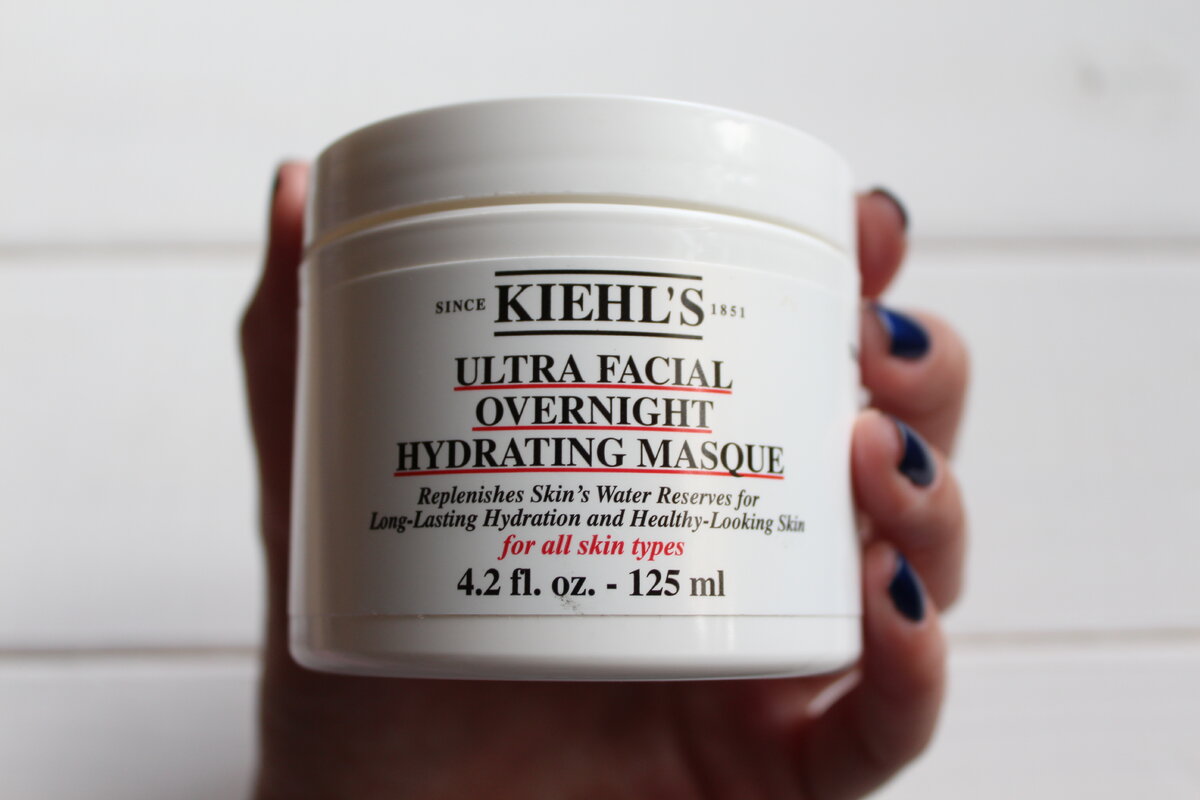 SINCE KIEHL'S 1851
ULTRA FACIAL
OVERNIGHT
HYDRATING MASQUE
Replenishes Skin's Water Reserves for
Long-Lasting Hydration and Healthy-Looking Skin
for all skin types
4.2 fl. oz. - 125 ml